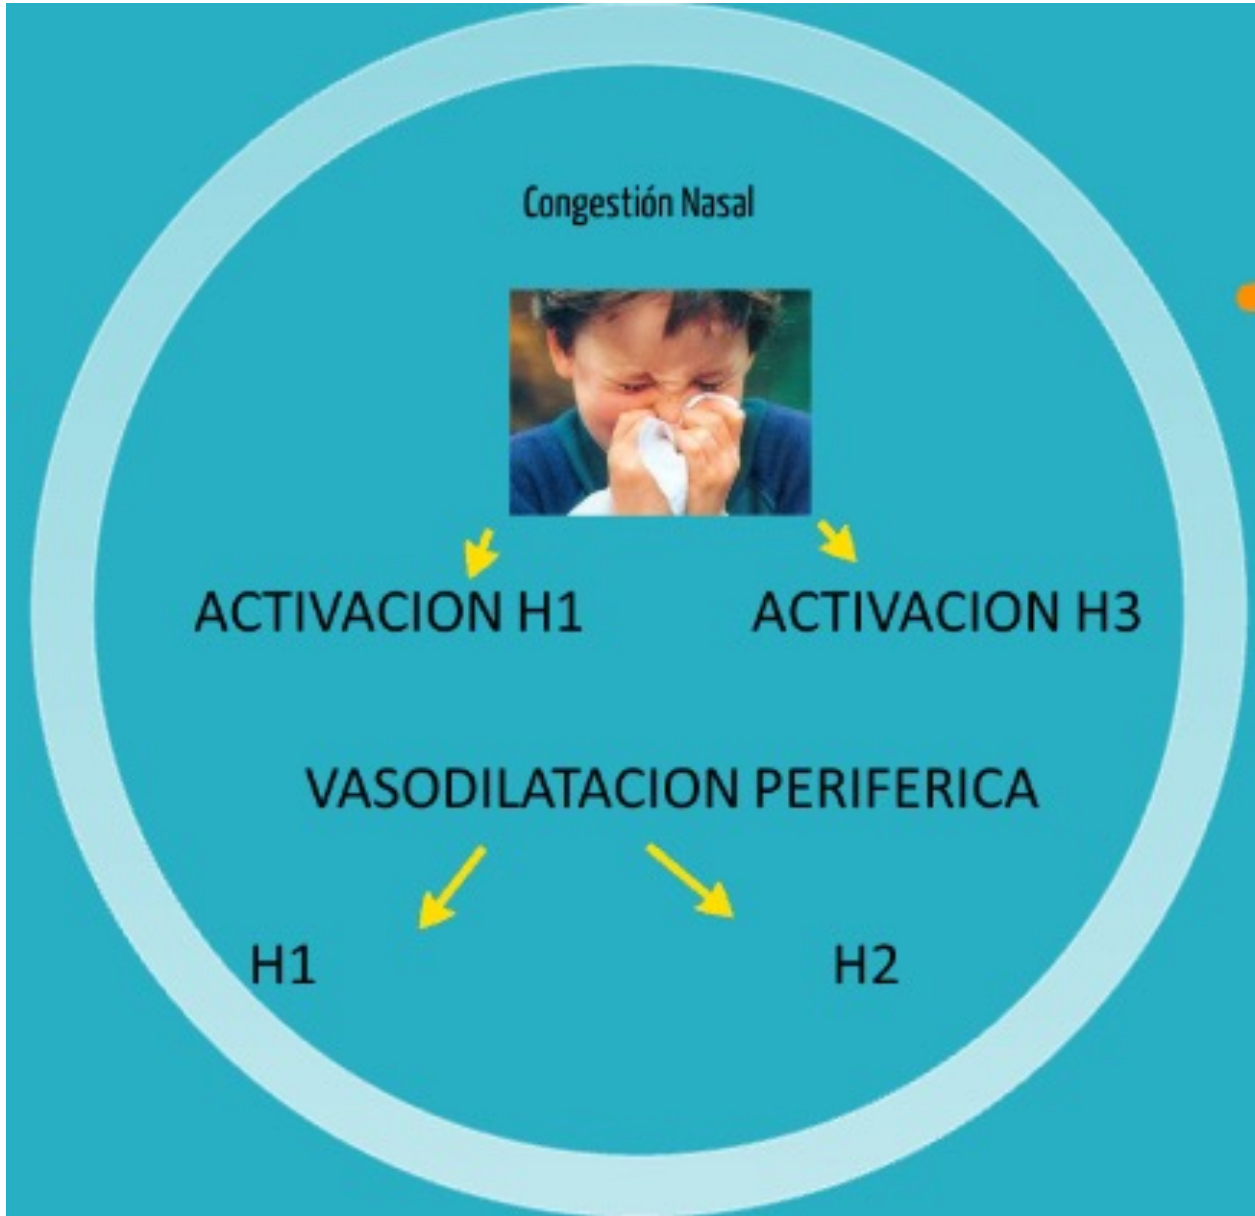 Congestión Nasal
ACTIVACION H1 ACTIVACION H3
VASODILATACION PERIFERICA
H1 H2